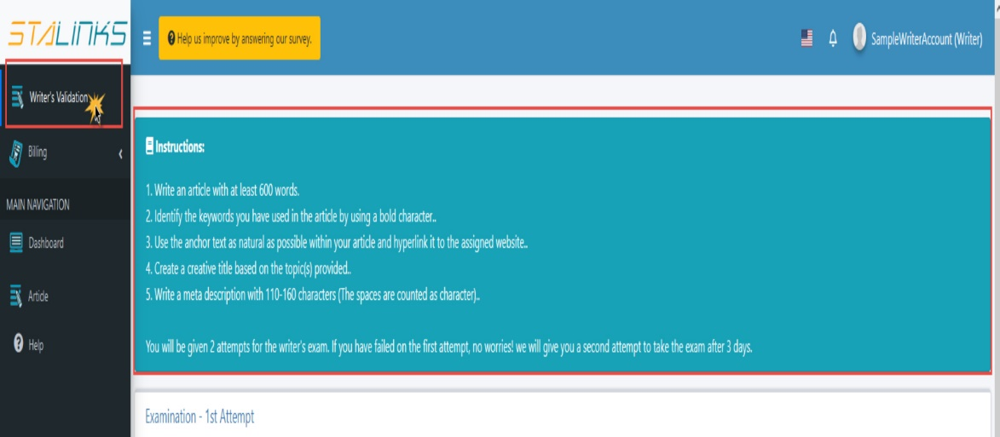 STALINKS
Help us improve by answering our survey.
SampleWriterAccount (Writer)
Writer's Validation
Billing
MAIN NAVIGATION
Dashboard
Article
Help
Instructions:
1. Write an article with at least 600 words.
2. Identify the keywords you have used in the article by using a bold character..
3. Use the anchor text as natural as possible within your article and hyperlink it to the assigned website..
4. Create a creative title based on the topic(s) provided..
5. Write a meta description with 110-160 characters (The spaces are counted as character)..
You will be given 2 attempts for the writer's exam. If you have failed on the first attempt, no worries! we will give you a second attempt to take the exam after 3 days.
Examination - 1st Attempt